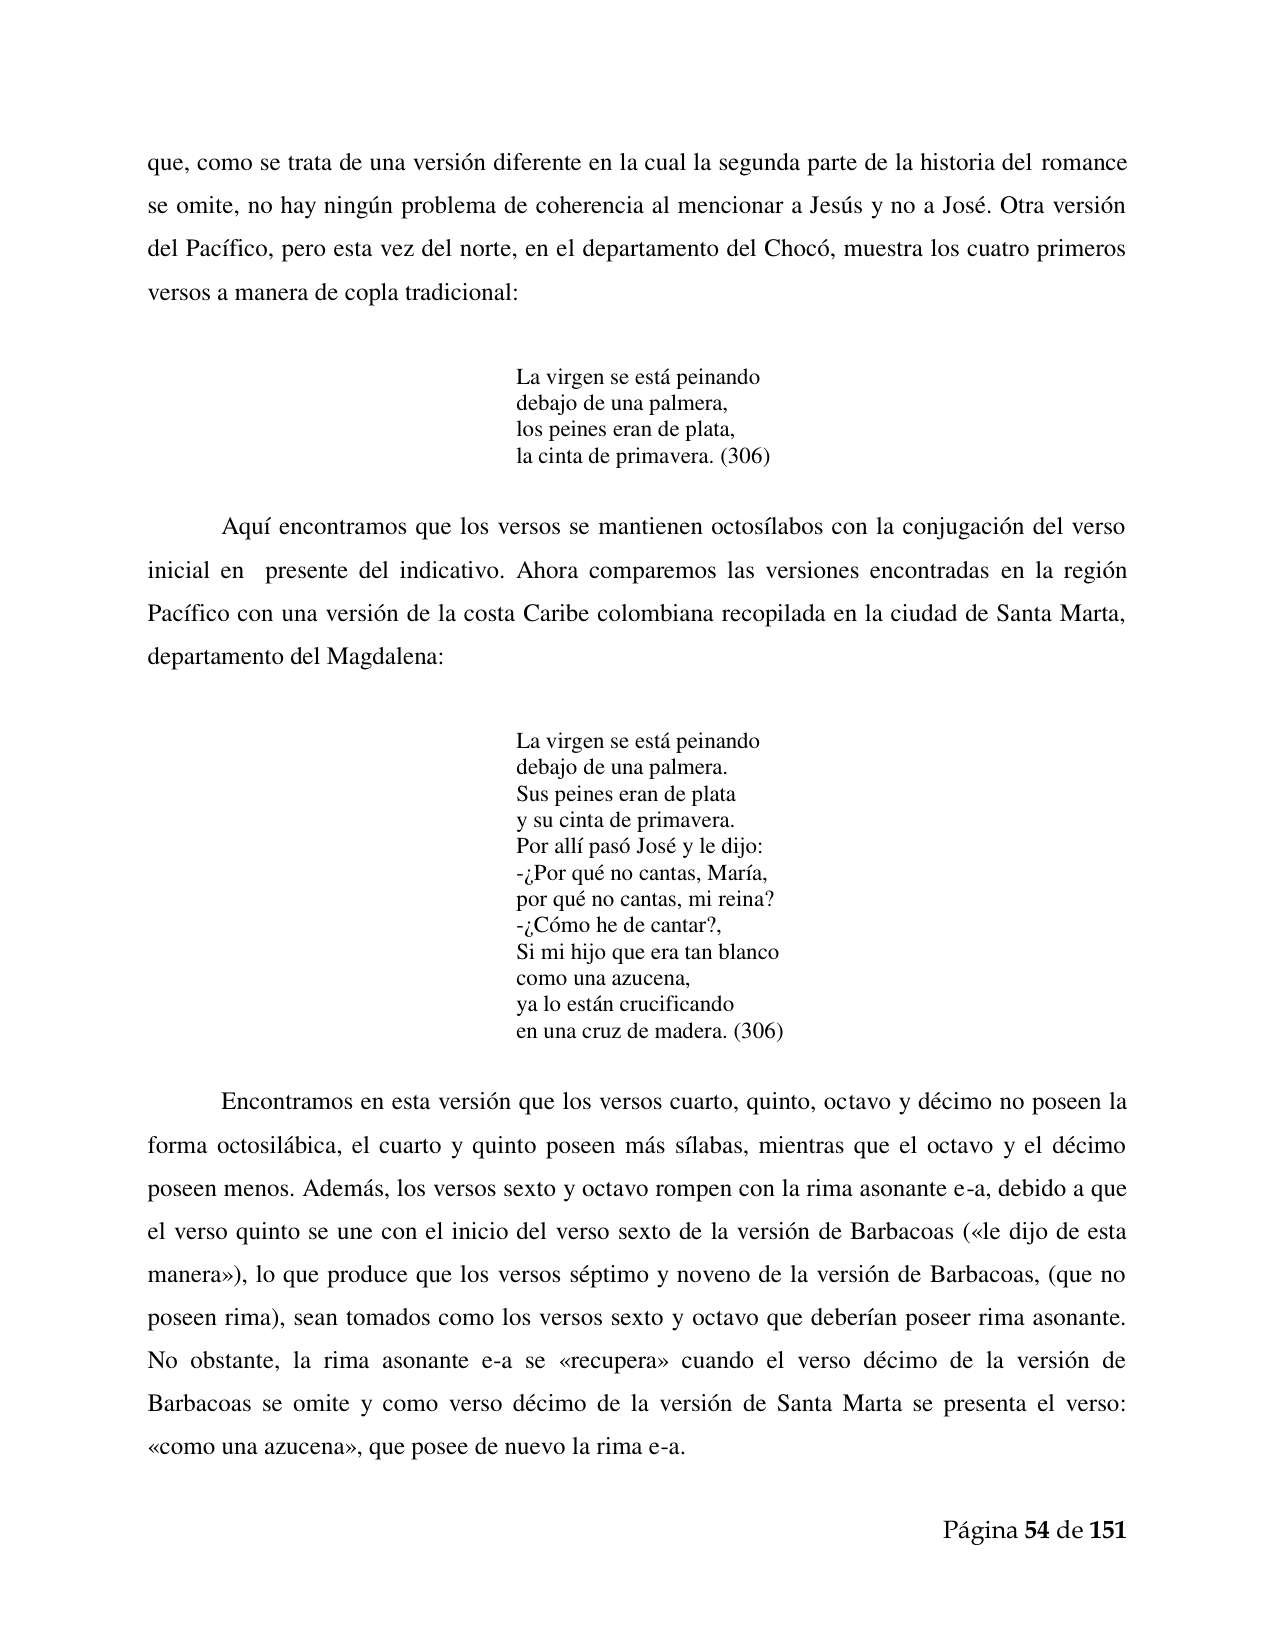 que, como se trata de una versión diferente en la cual la segunda parte de la historia del romance
se omite, no hay ningún problema de coherencia al mencionar a Jesús y no a José. Otra versión
del Pacífico, pero esta vez del norte, en el departamento del Chocó, muestra los cuatro primeros
versos a manera de copla tradicional:
La virgen se está peinando
debajo de una palmera,
los peines eran de plata,
la cinta de primavera. (306)
Aquí encontramos que los versos se mantienen octosílabos con la conjugación del verso
inicial en  presente del indicativo. Ahora comparemos las versiones encontradas en la región
Pacífico con una versión de la costa Caribe colombiana recopilada en la ciudad de Santa Marta,
departamento del Magdalena:
La virgen se está peinando
debajo de una palmera.
Sus peines eran de plata
y su cinta de primavera.
Por allí pasó José y le dijo:
-¿Por qué no cantas, María,
por qué no cantas, mi reina?
-¿Cómo he de cantar?,
Si mi hijo que era tan blanco
como una azucena,
ya lo están crucificando
en una cruz de madera. (306)
Encontramos en esta versión que los versos cuarto, quinto, octavo y décimo no poseen la
forma octosilábica, el cuarto y quinto poseen más sílabas, mientras que el octavo y el décimo
poseen menos. Además, los versos sexto y octavo rompen con la rima asonante e-a, debido a que
el verso quinto se une con el inicio del verso sexto de la versión de Barbacoas («le dijo de esta
manera»), lo que produce que los versos séptimo y noveno de la versión de Barbacoas, (que no
poseen rima), sean tomados como los versos sexto y octavo que deberían poseer rima asonante.
No obstante, la rima asonante e-a se «recupera» cuando el verso décimo de la versión de
Barbacoas se omite y como verso décimo de la versión de Santa Marta se presenta el verso:
«como una azucena», que posee de nuevo la rima e-a.
Página 54 de 151